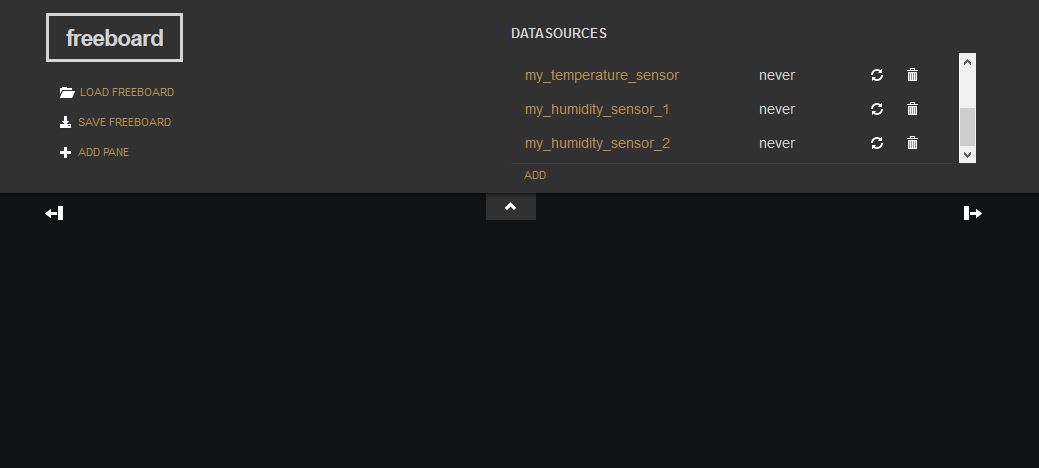 freeboard
LOAD FREEBOARD
SAVE FREEBOARD
ADD PANE
DATASOURCES
my_temperature_sensor never
my_humidity_sensor_1 never
my_humidity_sensor_2 never
ADD